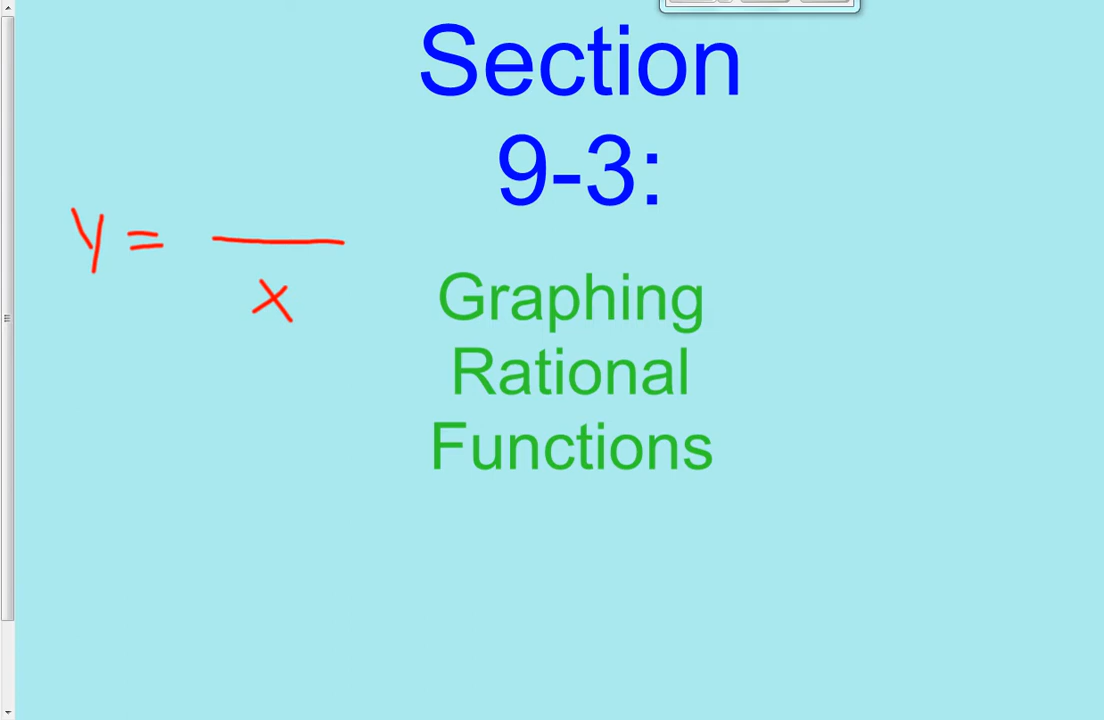 Section
9-3:
y = —
x
Graphing
Rational
Functions